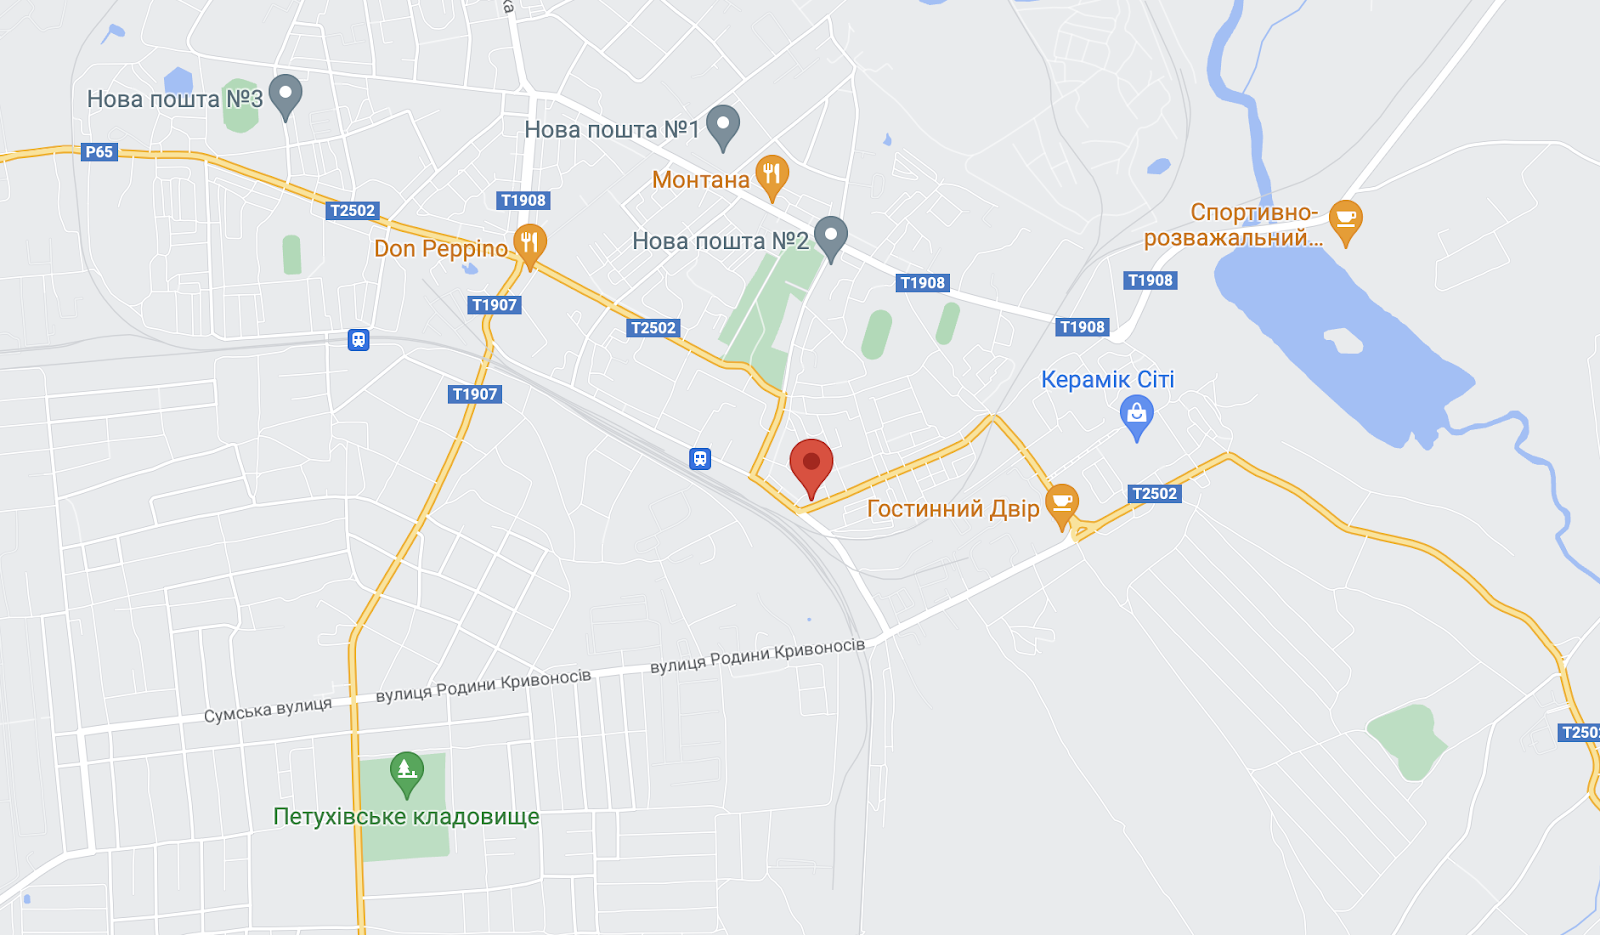 ка
Нова пошта №3
Нова пошта №1
P65
Монтана
T1908
T2502
Спортивно-
розважальний...
Don Peppino
Нова пошта №2
T1908
T1908
T1907
T2502
T1908
Керамік Сіті
T1907
T2502
Гостинний Двір
вулиця Родини Кривоносів
вулиця Родини Кривоносів
Сумська вулиця
T2502
Петухівське кладовище